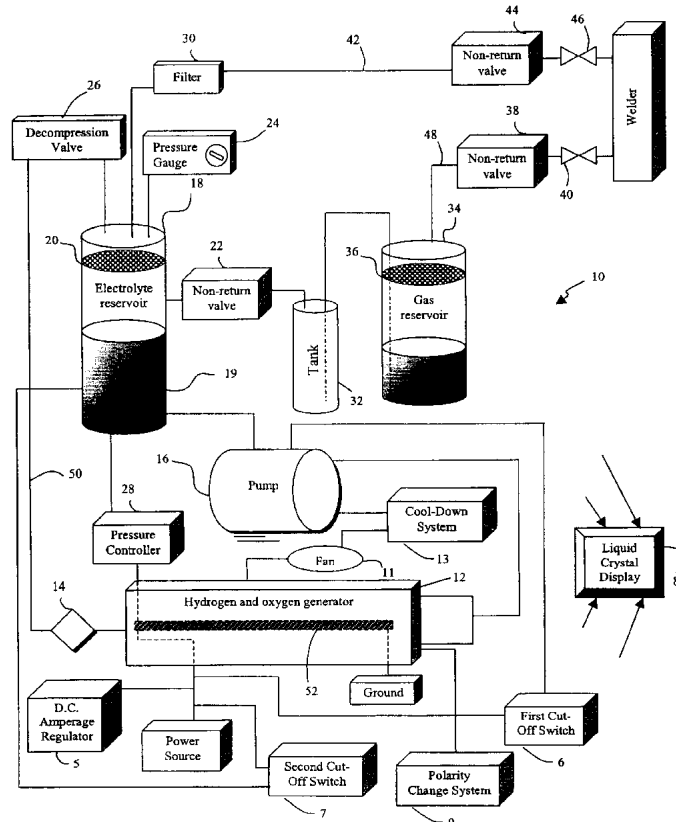 44
46
30
42
Filter
Non-return
valve
26
Decompression
Valve
24
Pressure
Gauge
Welder
38
48
Non-return
valve
40
18
34
20
22
36
Electrolyte
reservoir
Non-return
valve
Gas
reservoir
10
Tank
19
32
50
16
Pump
28
Pressure
Controller
Cool-Down
System
13
Fan
11
12
Liquid
Crystal
Display
8
14
Hydrogen and oxygen generator
52
Ground
D.C.
Amperage
Regulator
5
Power
Source
First Cut-
Off Switch
6
Second Cut-
Off Switch
7
Polarity
Change System
9